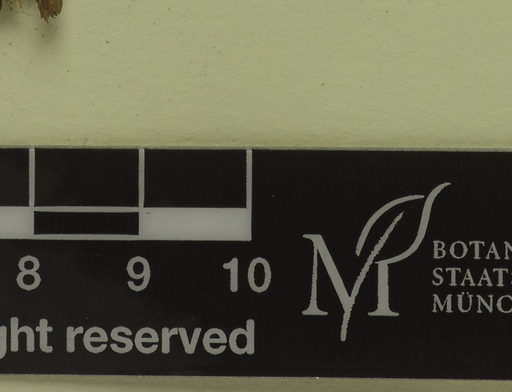 8 9 10
ght reserved
M
BOTAN
STAATS
MÜNC